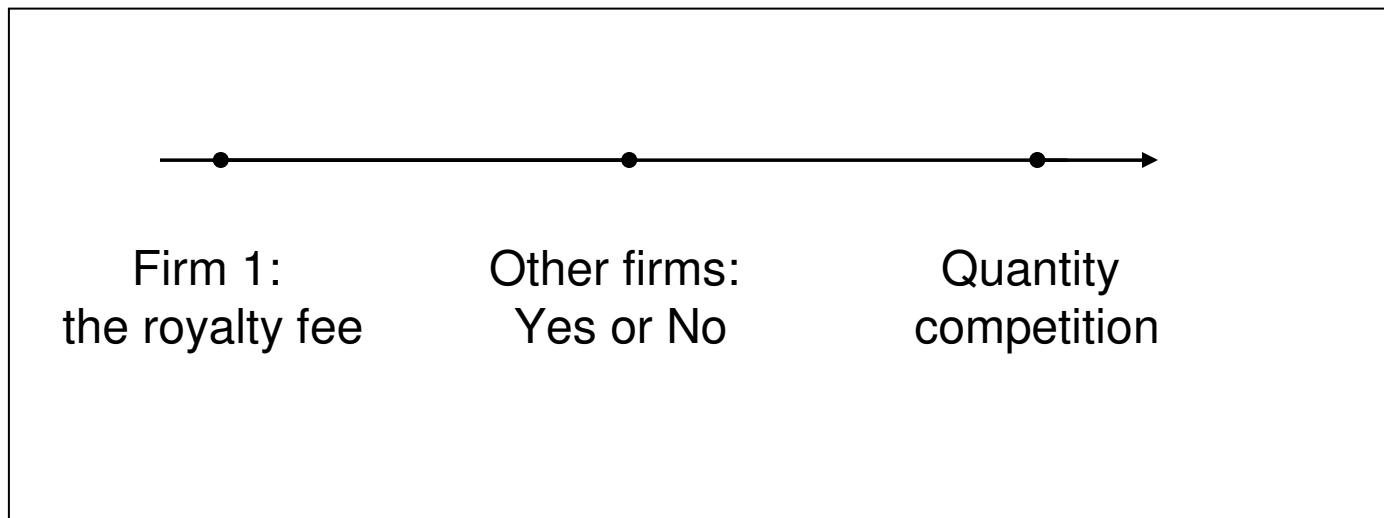 Firm 1:
the royalty fee
Other firms:
Yes or No
Quantity
competition